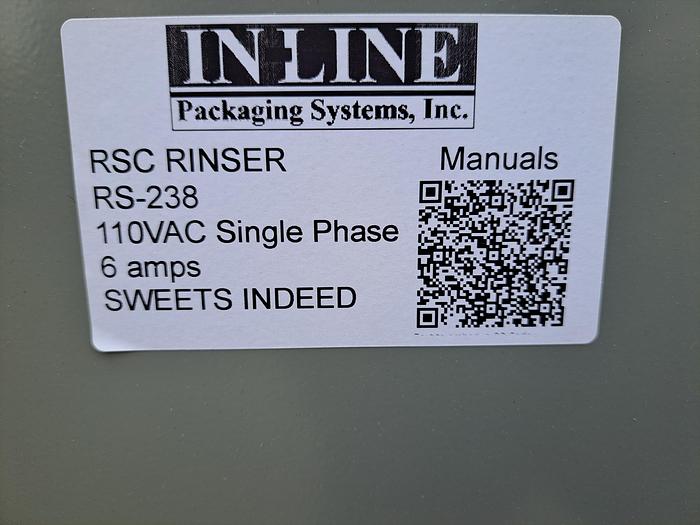 IN-LINE
Packaging Systems, Inc.
RSC RINSER
RS-238
110VAC Single Phase
6 amps
SWEETS INDEED
Manuals